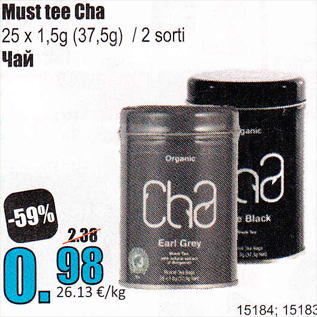 Must tee Cha
25 x 1,5g (37,5g) / 2 sorti
Чай
Organic
Cha
Earl Grey
Organic
e Black
-59%
2.38
0.98
26.13 €/kg
15184; 15183